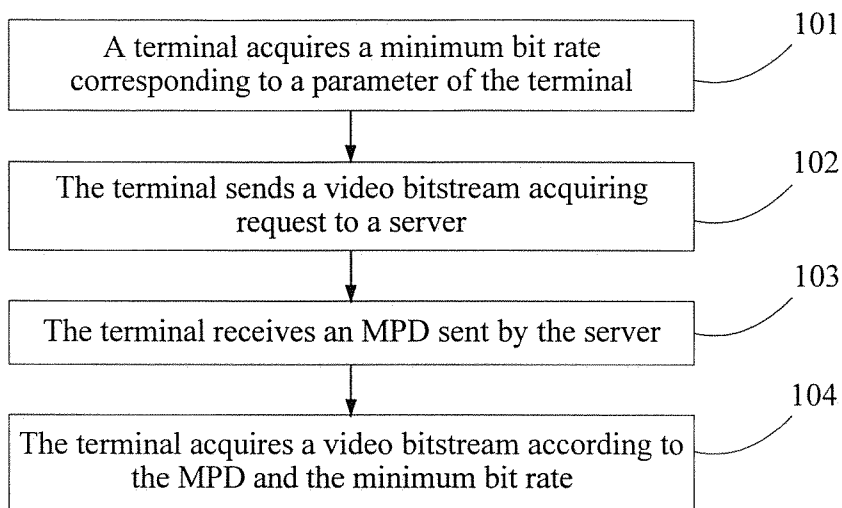 101
A terminal acquires a minimum bit rate
corresponding to a parameter of the terminal
102
The terminal sends a video bitstream acquiring
request to a server
103
The terminal receives an MPD sent by the server
104
The terminal acquires a video bitstream according to
the MPD and the minimum bit rate